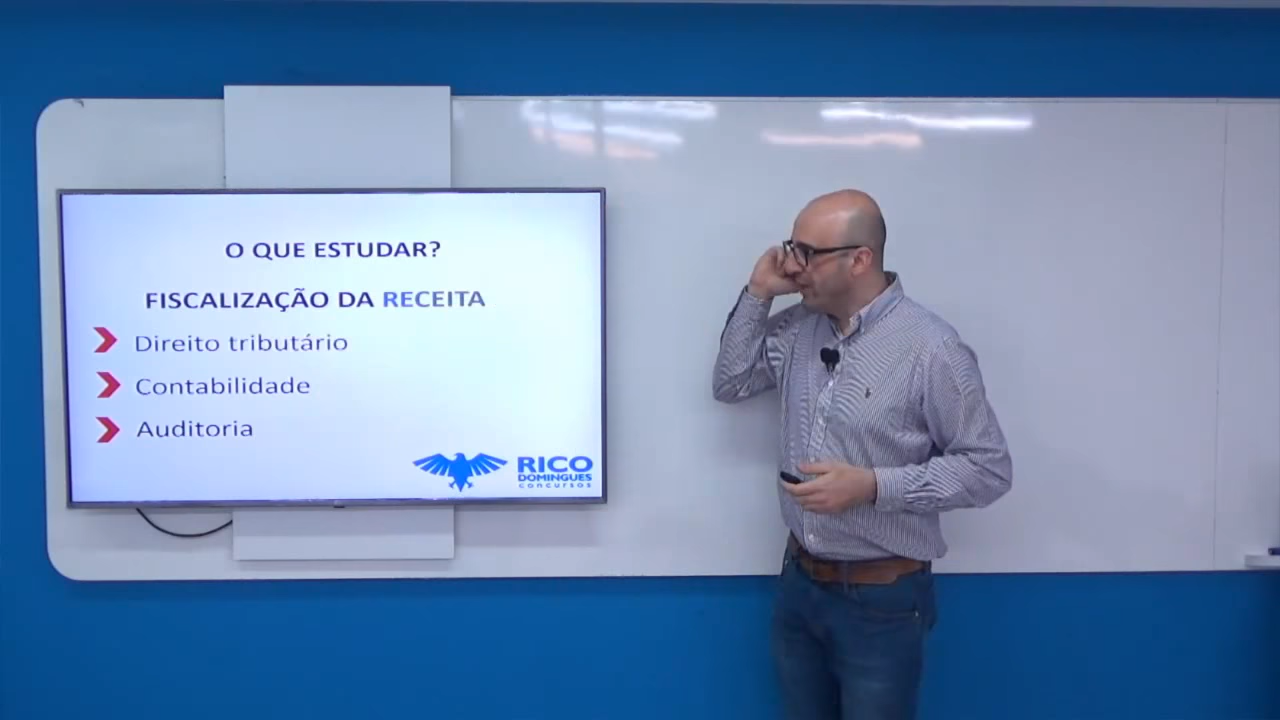 O QUE ESTUDAR?
FISCALIZAÇÃO DA RECEITA
Direito tributário
Contabilidade
Auditoria
RICO
DOMINGUES
concursos